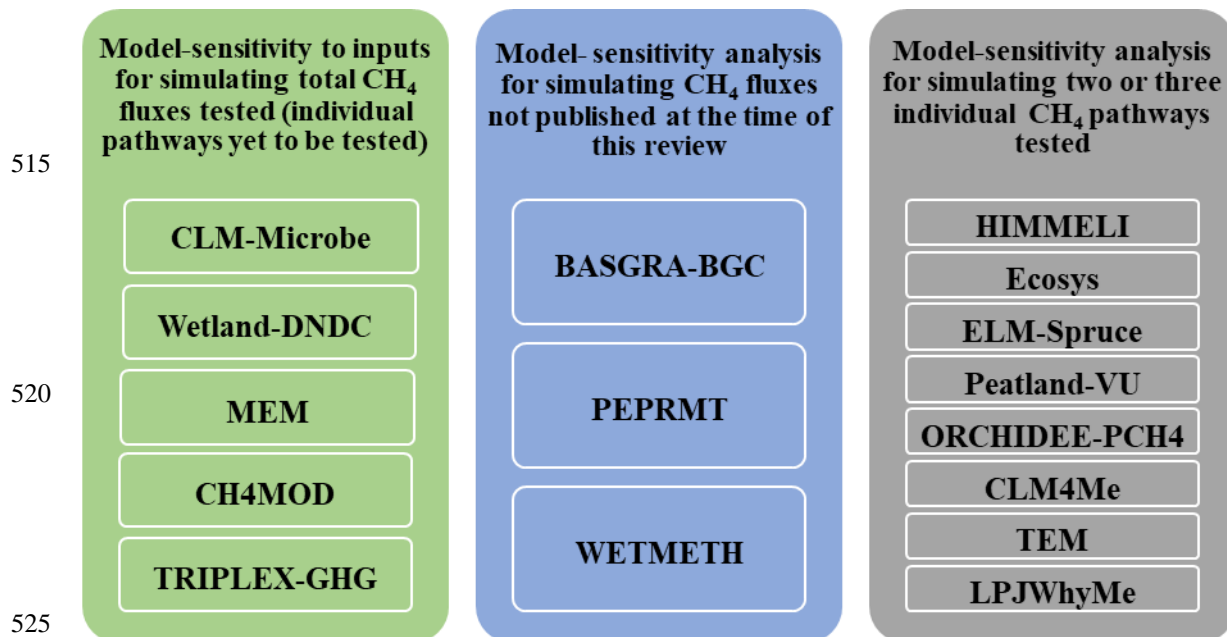 Model-sensitivity to inputs
for simulating total CH₄
fluxes tested (individual
pathways yet to be tested)
CLM-Microbe
Wetland-DNDC
MEM
CH4MOD
TRIPLEX-GHG
Model- sensitivity analysis
for simulating CH₄ fluxes
not published at the time of
this review
BASGRA-BGC
PEPRMT
WETMETH
Model-sensitivity analysis
for simulating two or three
individual CH₄ pathways
tested
HIMMELI
Ecosys
ELM-Spruce
Peatland-VU
ORCHIDEE-PCH4
CLM4Me
TEM
LPJWhyMe
515
520
525